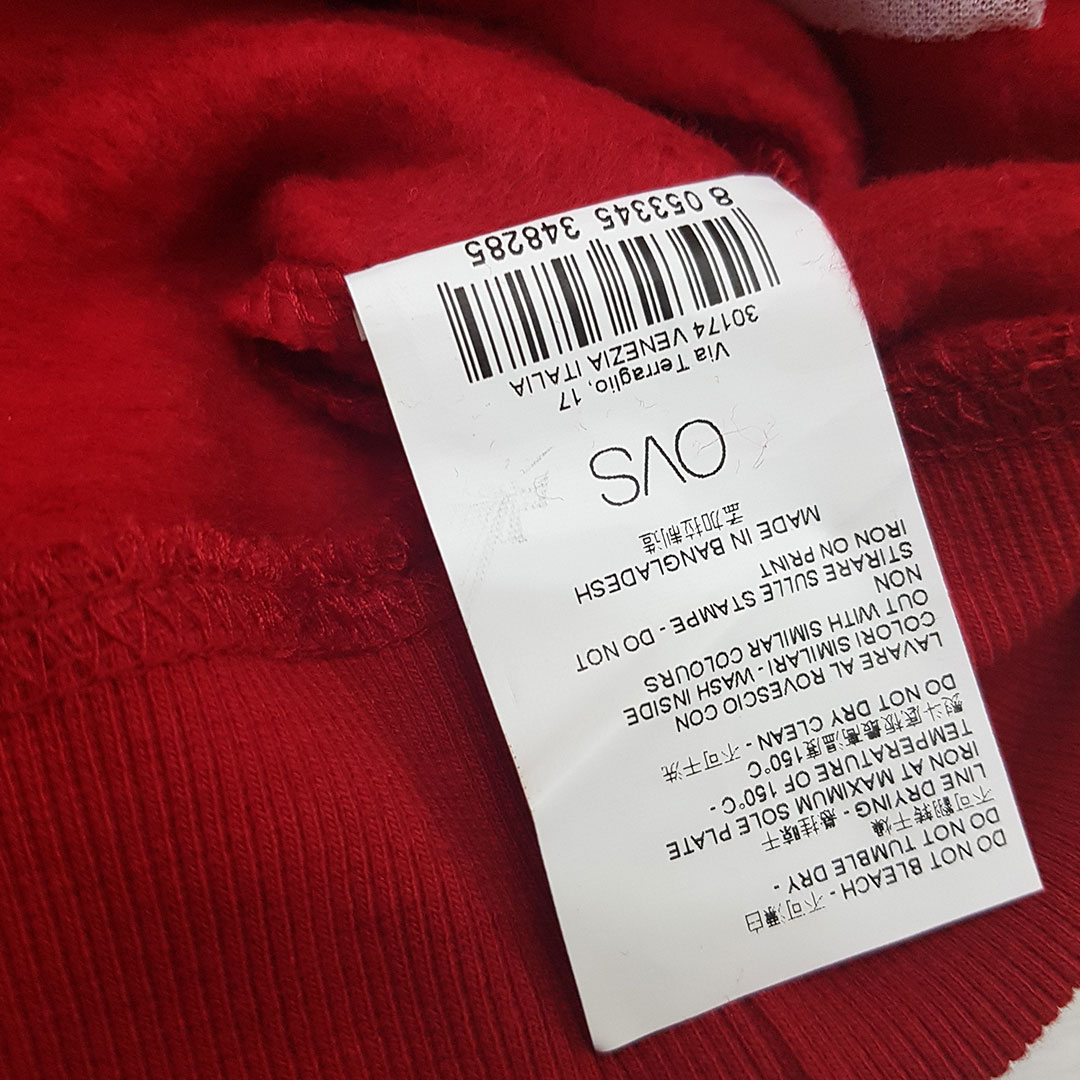 DO NOT BLEACH - 不可漂白
DO NOT TUMBLE DRY -
不可翻转干燥
LINE DRYING - 悬挂晾干
IRON AT MAXIMUM SOLE PLATE
TEMPERATURE OF 150°C -
熨斗底板最高温度150°C
DO NOT DRY CLEAN - 不可干洗
LAVARE AL ROVESCIO CON
COLORI SIMILARI - WASH INSIDE
OUT WITH SIMILAR COLOURS
NON
STIRARE SULLE STAMPE - DO NOT
IRON ON PRINT
MADE IN BANGLADESH
孟加拉制造
OVS
Via Terraglio, 17
30174 VENEZIA ITALIA
8 053345 348285